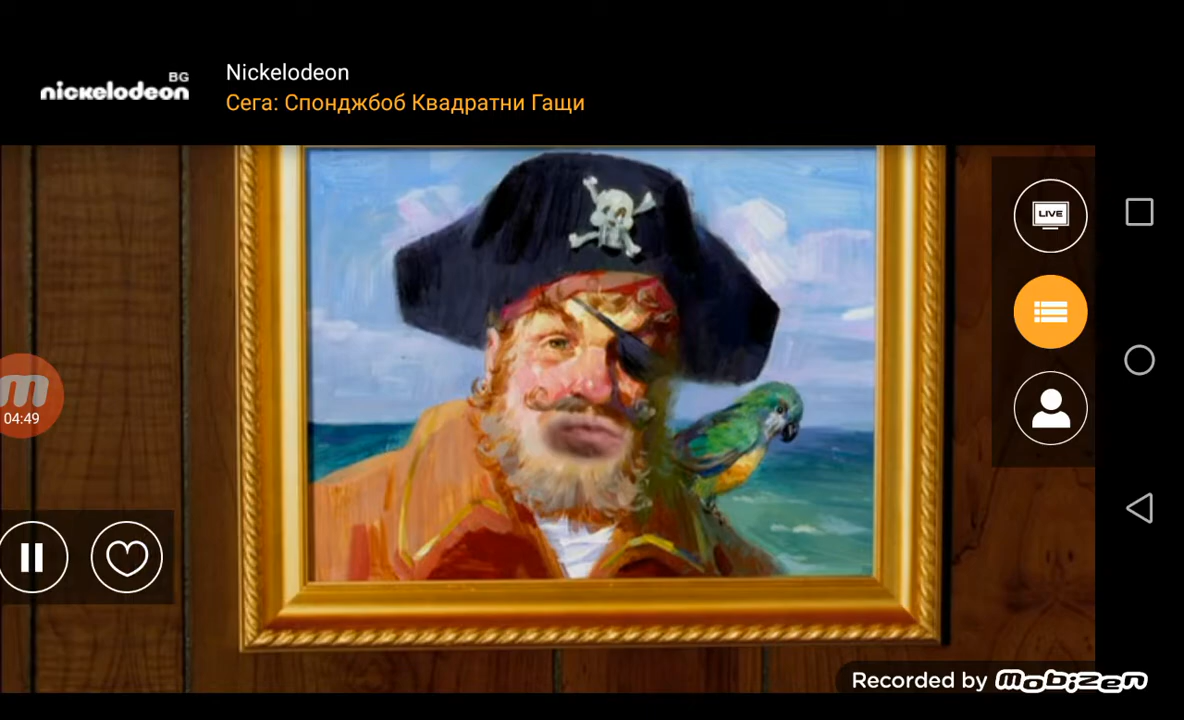 BG
nickelodeon
Nickelodeon
Сега: Спонджбоб Квадратни Гащи
LIVE
m
04:49
Recorded by mobizen